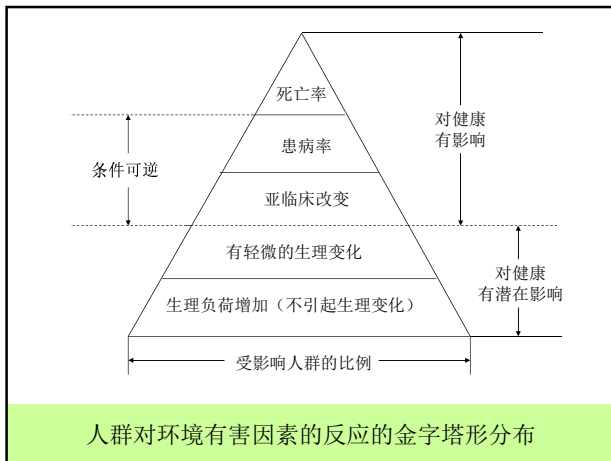 死亡率
对健康
有影响
患病率
条件可逆
亚临床改变
有轻微的生理变化
对健康
有潜在影响
生理负荷增加（不引起生理变化）
受影响人群的比例
人群对环境有害因素的反应的金字塔形分布